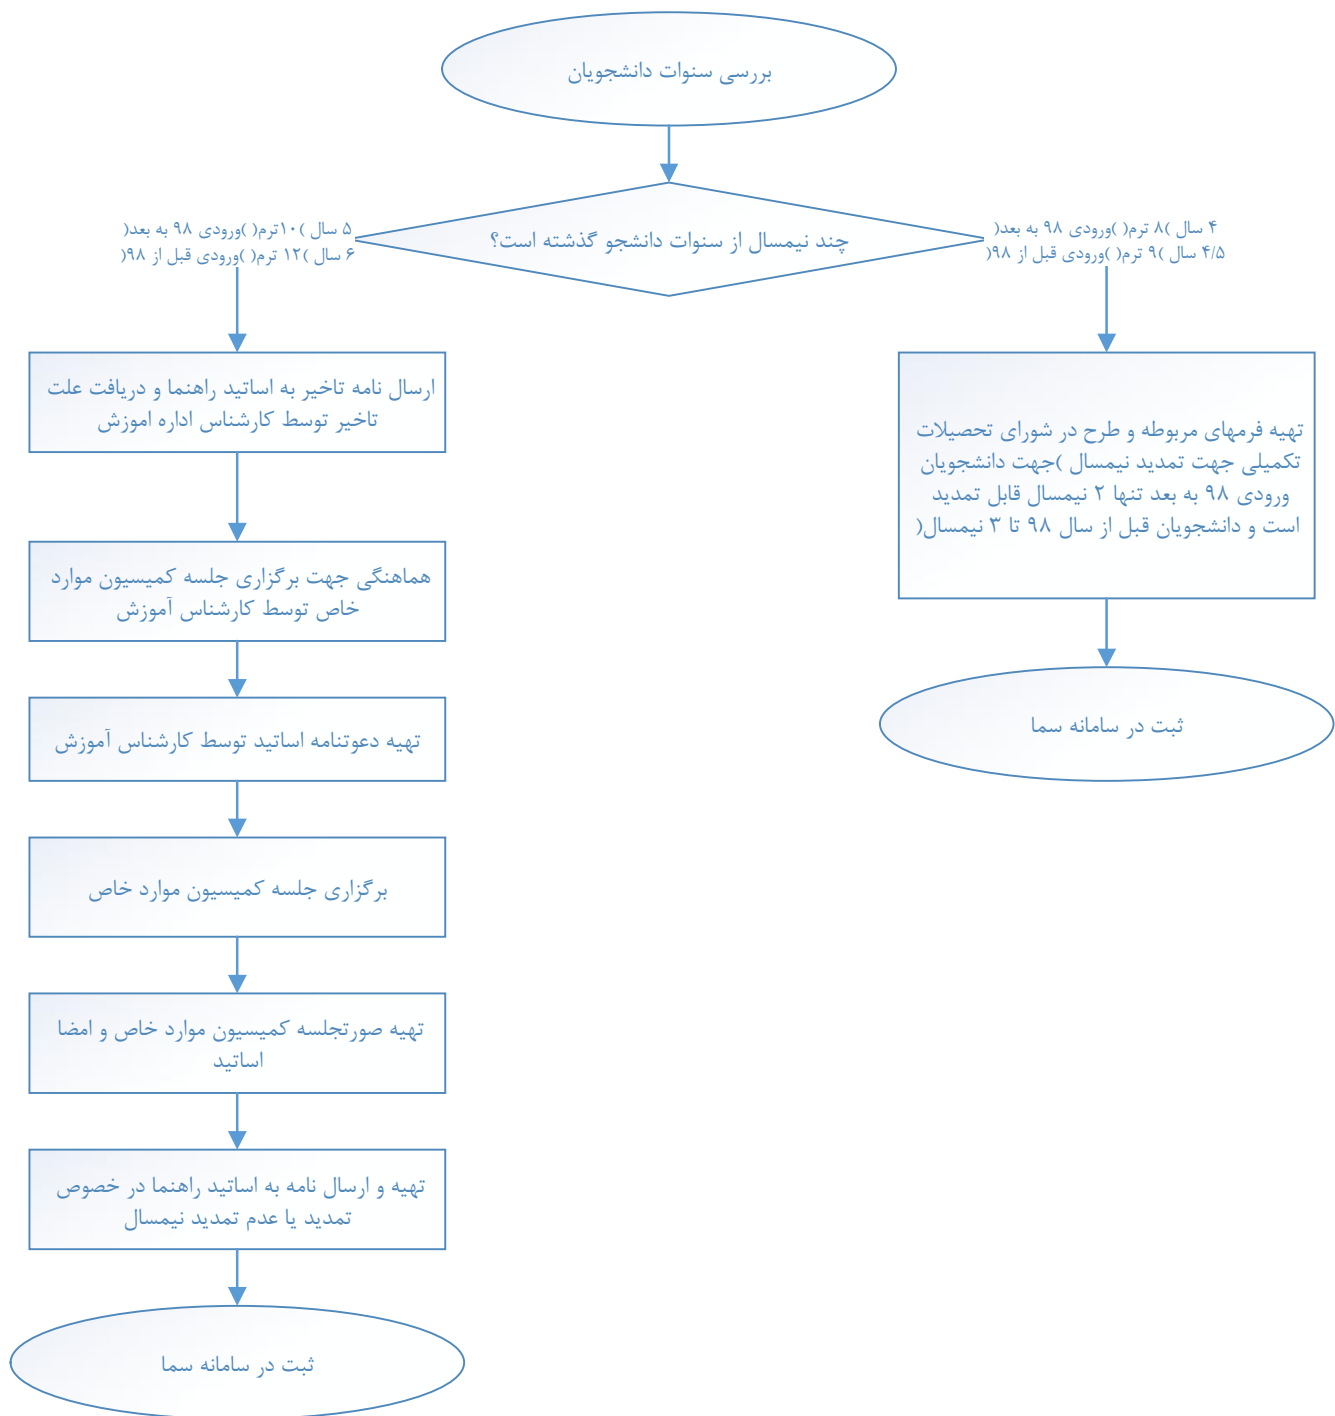 بررسی سنوات دانشجویان
چند نیمسال از سنوات دانشجو گذشته است؟
۴ سال )۸ ترم( )ورودی ۹۸ به بعد(
۴/۵ سال )۹ ترم( )ورودی قبل از ۹۸(
تهیه فرمهای مربوطه و طرح در شورای تحصیلات
تکمیلی جهت تمدید نیمسال )جهت دانشجویان
ورودی ۹۸ به بعد تنها ۲ نیمسال قابل تمدید
است و دانشجویان قبل از سال ۹۸ تا ۳ نیمسال(
ثبت در سامانه سما
۵ سال )۱۰ترم( )ورودی ۹۸ به بعد(
۶ سال )۱۲ ترم( )ورودی قبل از ۹۸(
ارسال نامه تاخیر به اساتید راهنما و دریافت علت
تاخیر توسط کارشناس اداره اموزش
هماهنگی جهت برگزاری جلسه کمیسیون موارد
خاص توسط کارشناس آموزش
تهیه دعوتنامه اساتید توسط کارشناس آموزش
برگزاری جلسه کمیسیون موارد خاص
تهیه صورتجلسه کمیسیون موارد خاص و امضا
اساتید
تهیه و ارسال نامه به اساتید راهنما در خصوص
تمدید یا عدم تمدید نیمسال
ثبت در سامانه سما